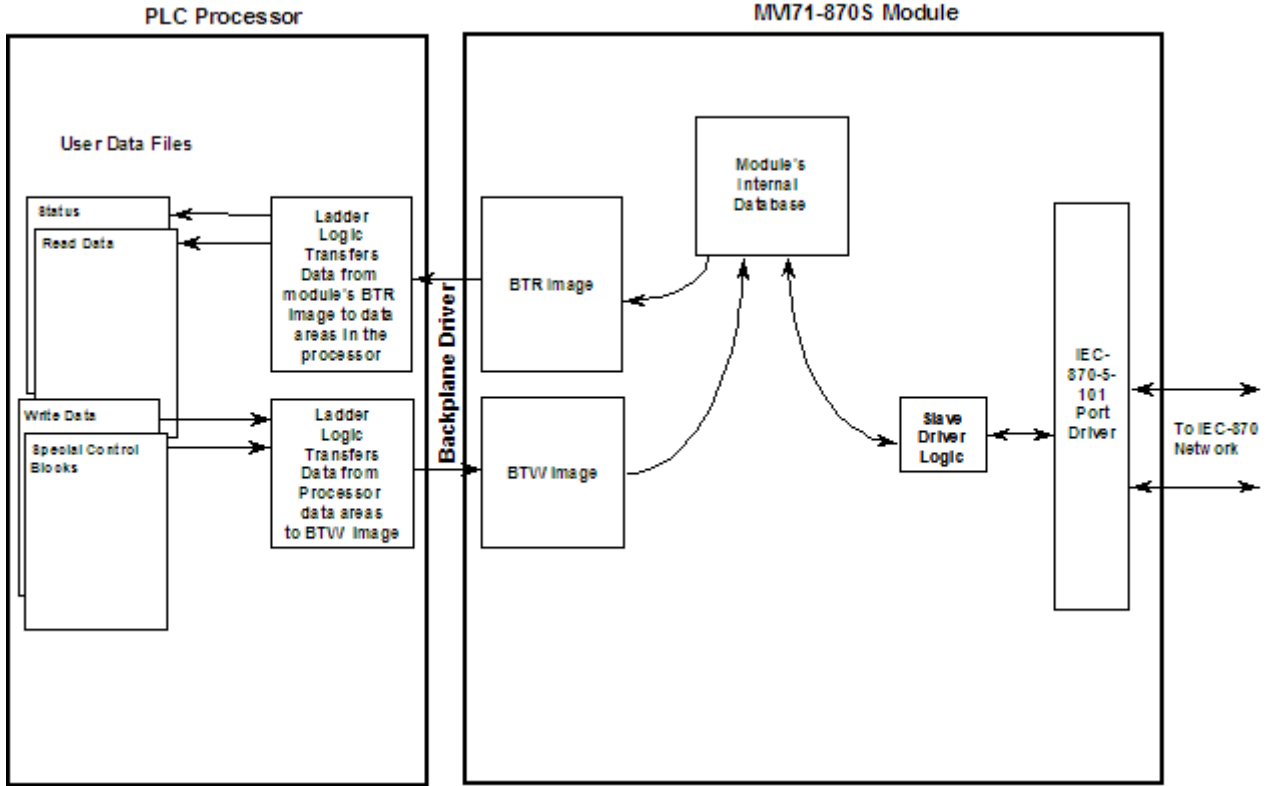 PLC Processor
MVI71-870S Module
User Data Files
Status
Read Data
Write Data
Special Control
Blocks
Ladder
Logic
Transfers
Data from
module's BTR
Image to data
areas in the
processor
Ladder
Logic
Transfers
Data from
Processor
data areas
to BTW Image
Backplane Driver
BTR Image
BTW Image
Module's
Internal
Database
Slave
Driver
Logic
IEC-
870-5-
101
Port
Driver
To IEC-870
Network